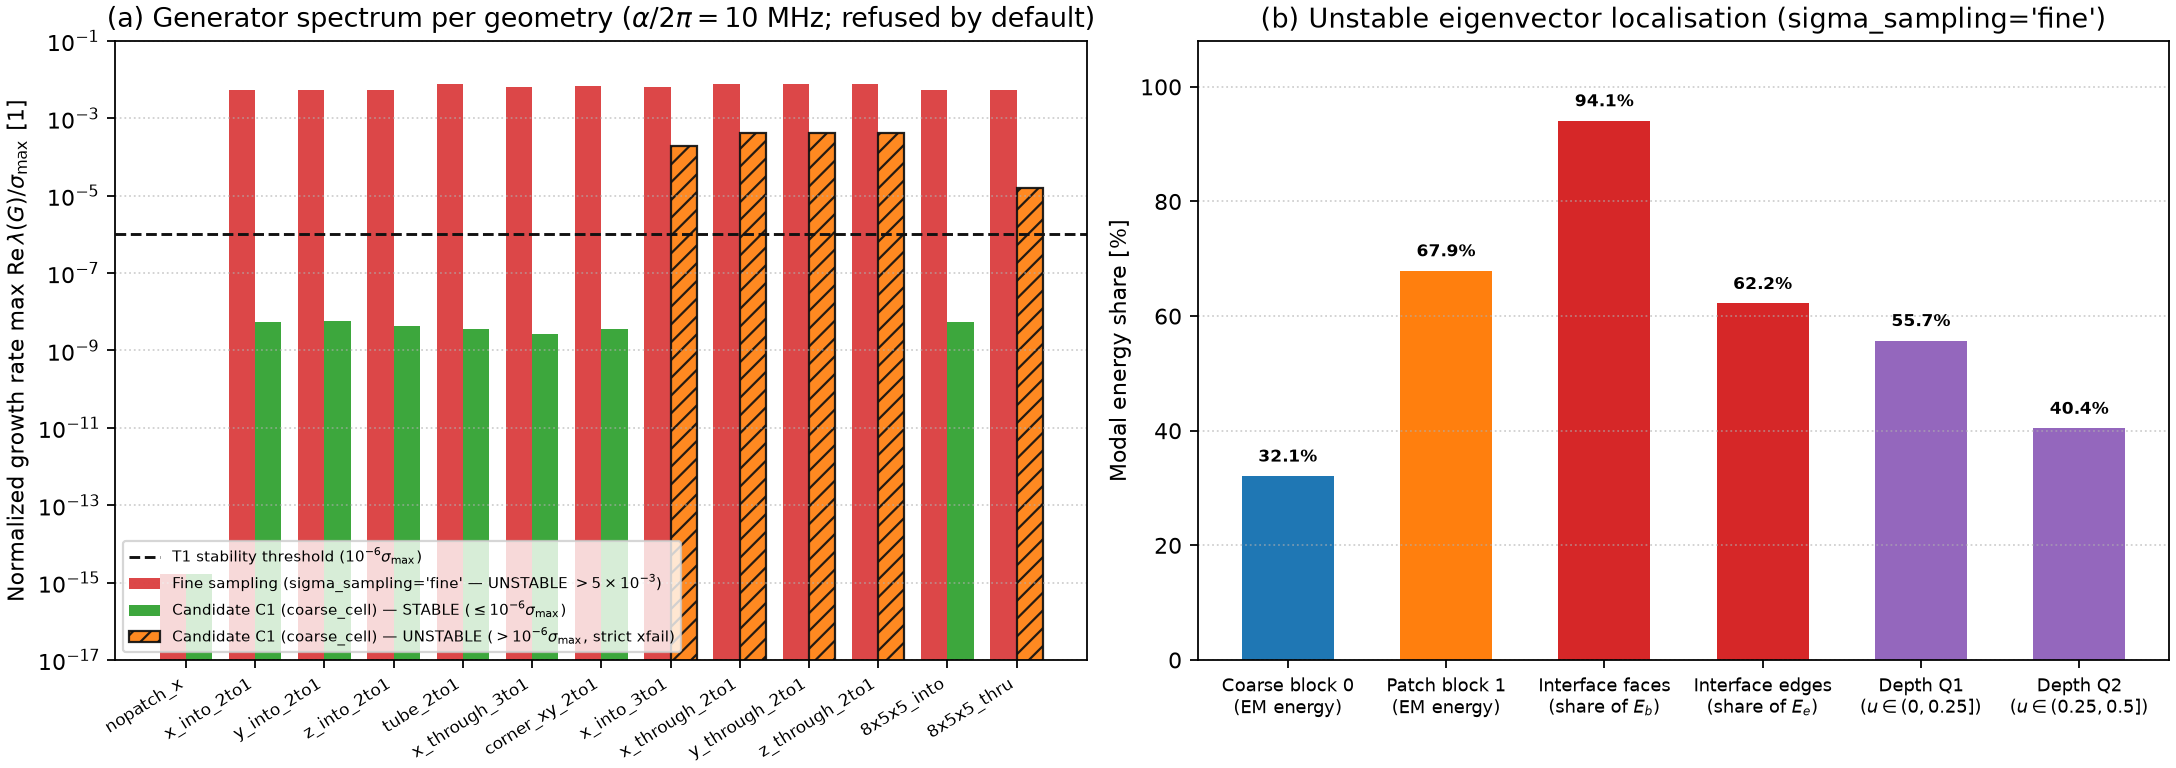 (a) Generator spectrum per geometry (α/2π = 10 MHz; refused by default)
Normalized growth rate max Re λ(G)/σ_max [1]
10⁻¹
10⁻³
10⁻⁵
10⁻⁷
10⁻⁹
10⁻¹¹
10⁻¹³
10⁻¹⁵
10⁻¹⁷
T1 stability threshold (10⁻⁶σ_max)
Fine sampling (sigma_sampling='fine' — UNSTABLE > 5 × 10⁻³)
Candidate C1 (coarse_cell) — STABLE (≤ 10⁻⁶σ_max)
Candidate C1 (coarse_cell) — UNSTABLE (> 10⁻⁶σ_max, strict xfail)
nopatch_x
x_into_2to1
y_into_2to1
z_into_2to1
tube_2to1
x_through_3to1
corner_xy_2to1
x_into_3to1
x_through_2to1
y_through_2to1
z_through_2to1
8x5x5_into
8x5x5_thru
(b) Unstable eigenvector localisation (sigma_sampling='fine')
Modal energy share [%]
100
80
60
40
20
0
32.1%
67.9%
94.1%
62.2%
55.7%
40.4%
Coarse block 0
(EM energy)
Patch block 1
(EM energy)
Interface faces
(share of E_b)
Interface edges
(share of E_e)
Depth Q1
(u ∈ (0, 0.25])
Depth Q2
(u ∈ (0.25, 0.5])